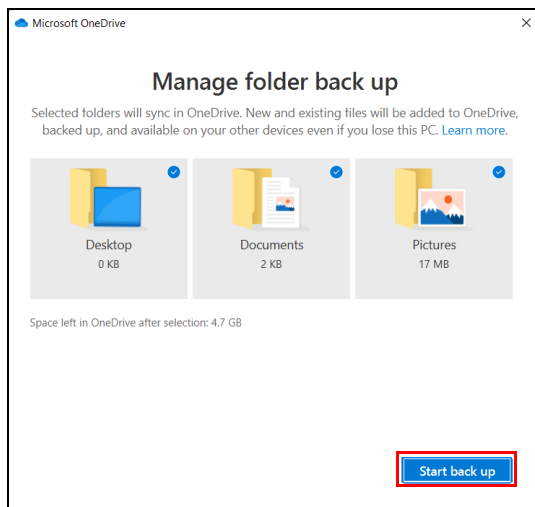 Microsoft OneDrive
Manage folder back up
Selected folders will sync in OneDrive. New and existing files will be added to OneDrive,
backed up, and available on your other devices even if you lose this PC. Learn more.
Desktop
0 KB
Documents
2 KB
Pictures
17 MB
Space left in OneDrive after selection: 4.7 GB
Start back up